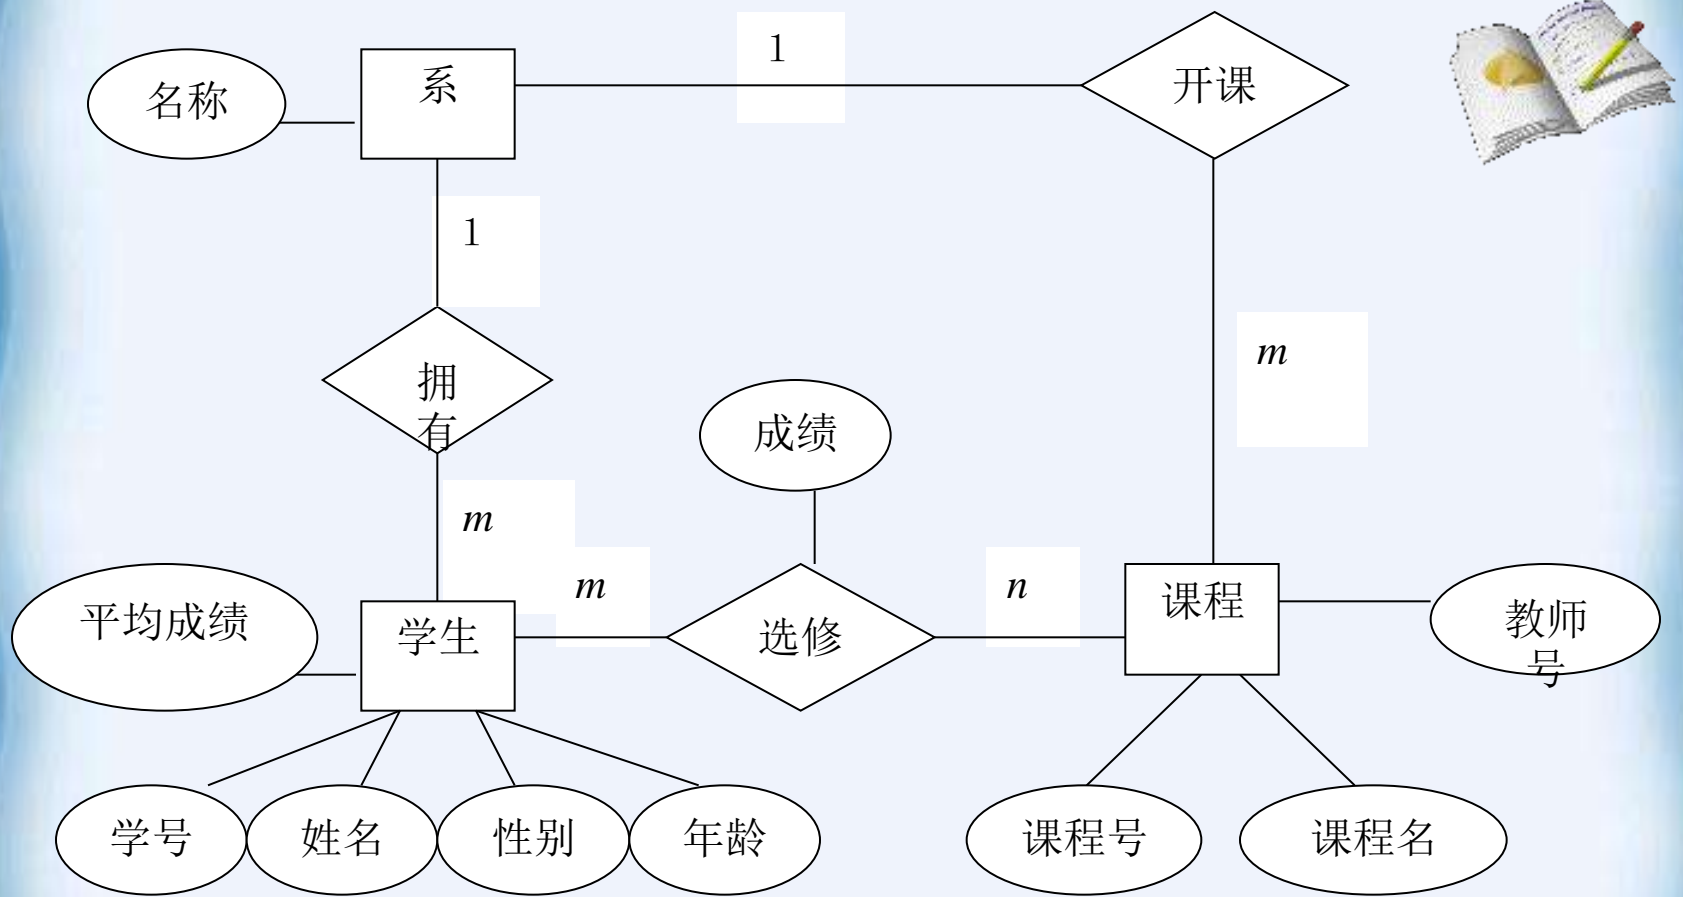 1
名称
系
开课
1
m
拥
有
成绩
m
m
n
平均成绩
学生
选修
课程
教师
号
学号
姓名
性别
年龄
课程号
课程名